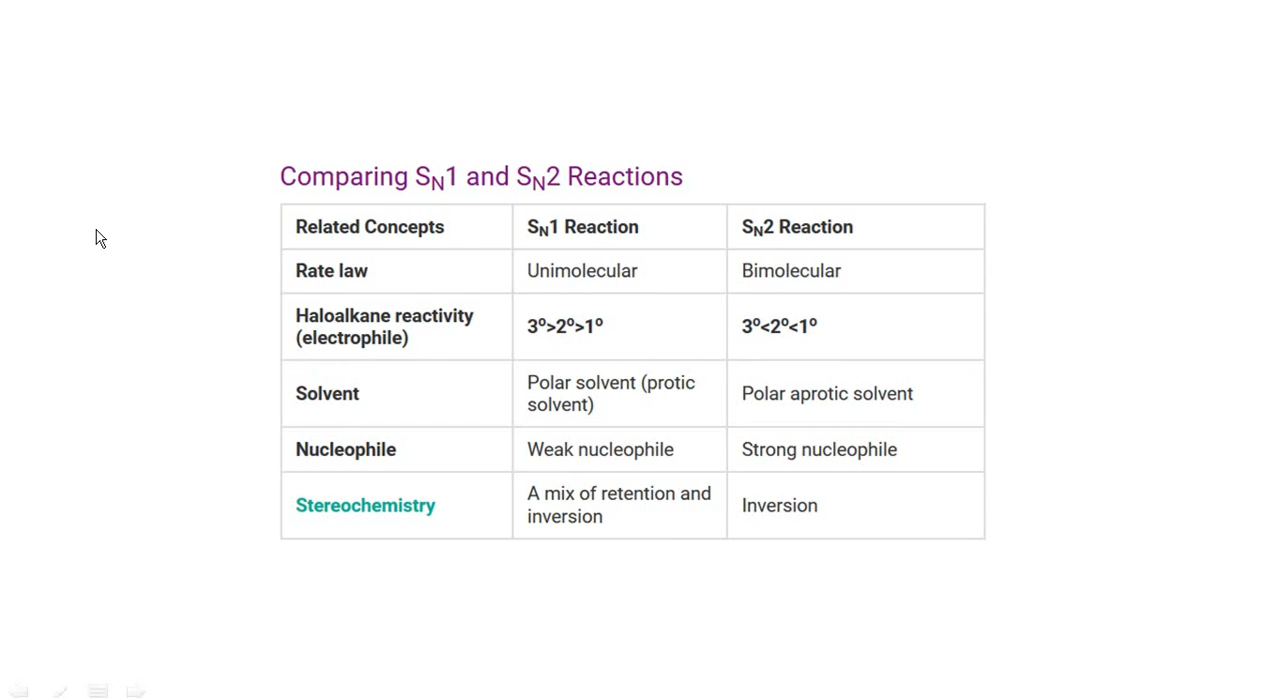 Comparing SN1 and SN2 Reactions
Related Concepts SN1 Reaction SN2 Reaction
Rate law Unimolecular Bimolecular
Haloalkane reactivity
(electrophile) 3º>2º>1º 3º<2º<1º
Solvent Polar solvent (protic
solvent) Polar aprotic solvent
Nucleophile Weak nucleophile Strong nucleophile
Stereochemistry A mix of retention and
inversion Inversion